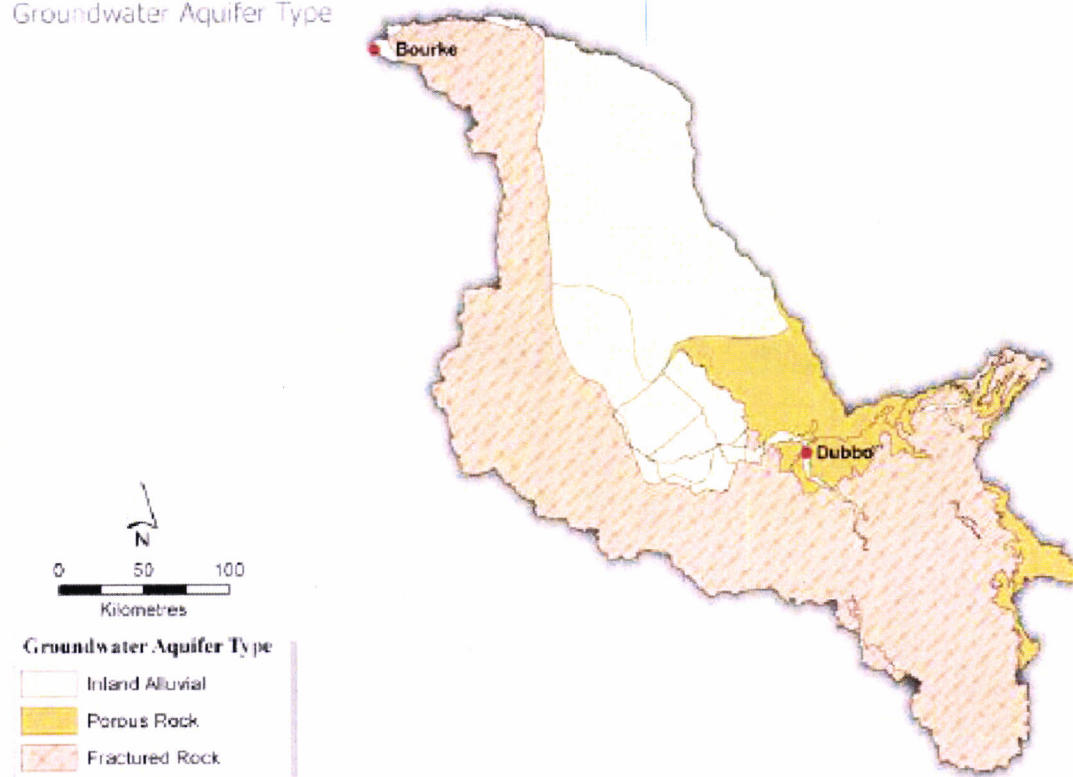 Groundwater Aquifer Type
Bourke
Dubbo
N
0 50 100
Kilometres
Groundwater Aquifer Type
Inland Alluvial
Porous Rock
Fractured Rock